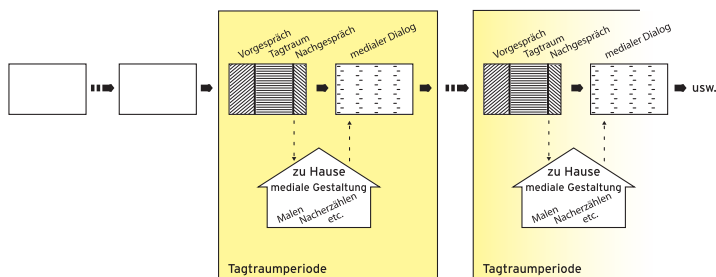 Vorgespräch
Tagtraum
Nachgespräch
medialer Dialog
zu Hause
mediale Gestaltung
Malen
Nacherzählen
etc.
Tagtraumperiode
Vorgespräch
Tagtraum
Nachgespräch
medialer Dialog
usw.
zu Hause
mediale Gestaltung
Malen
Nacherzählen
etc.
Tagtraumperiode